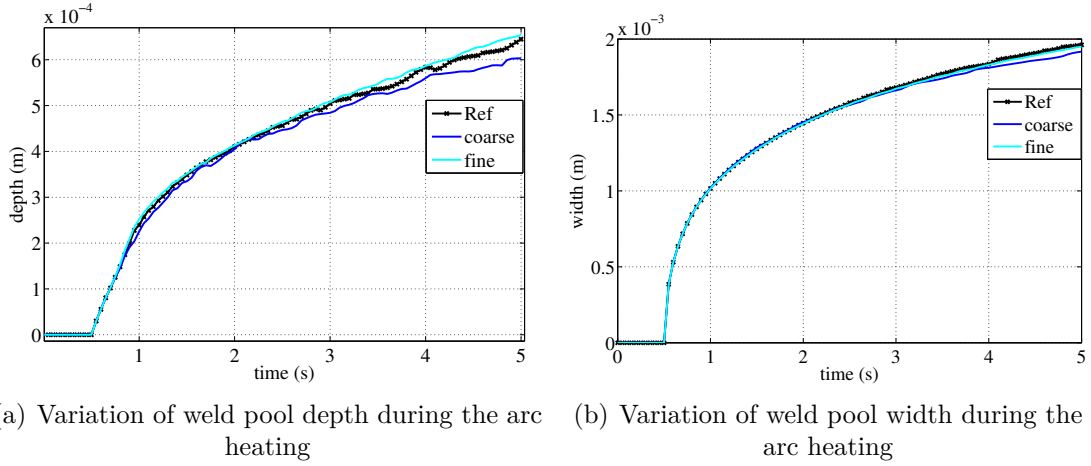 x 10⁻⁴
6
5
4
3
2
1
0
depth (m)
1 2 3 4 5
time (s)
Ref
coarse
fine
x 10⁻³
2
1.5
1
0.5
0
width (m)
0 1 2 3 4 5
time (s)
Ref
coarse
fine
a) Variation of weld pool depth during the arc
heating
(b) Variation of weld pool width during the
arc heating